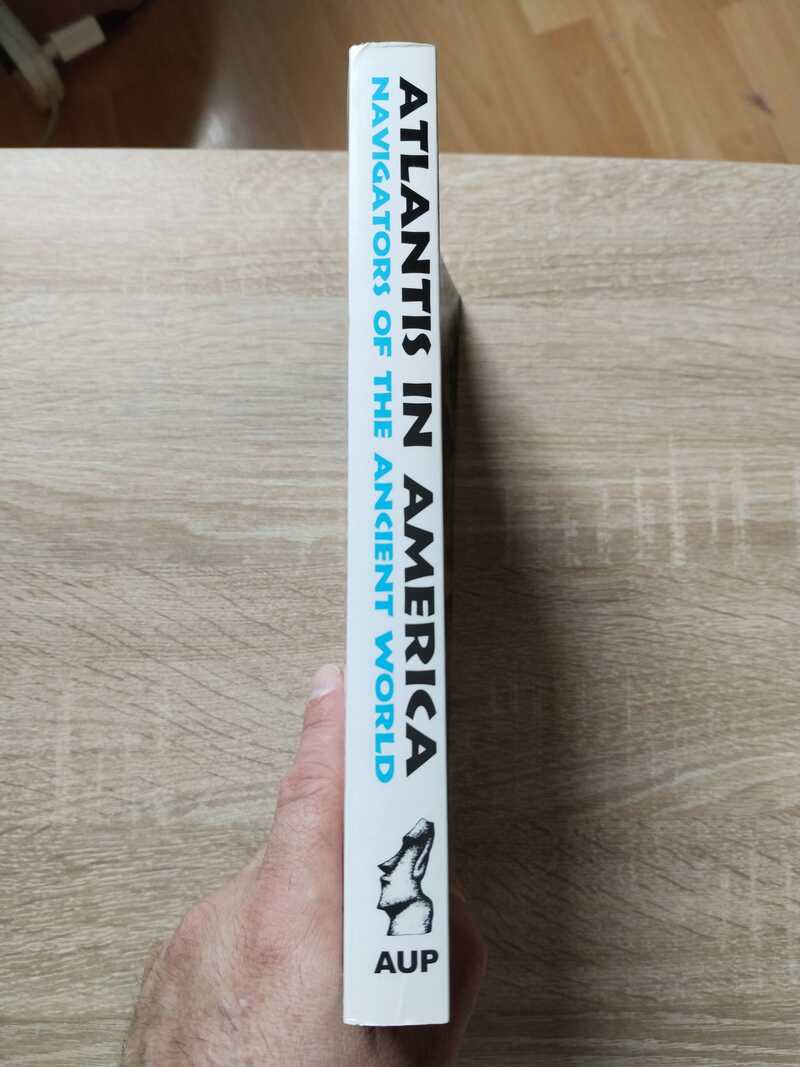 ATLANTIS IN AMERICA
NAVIGATORS OF THE ANCIENT WORLD
AUP